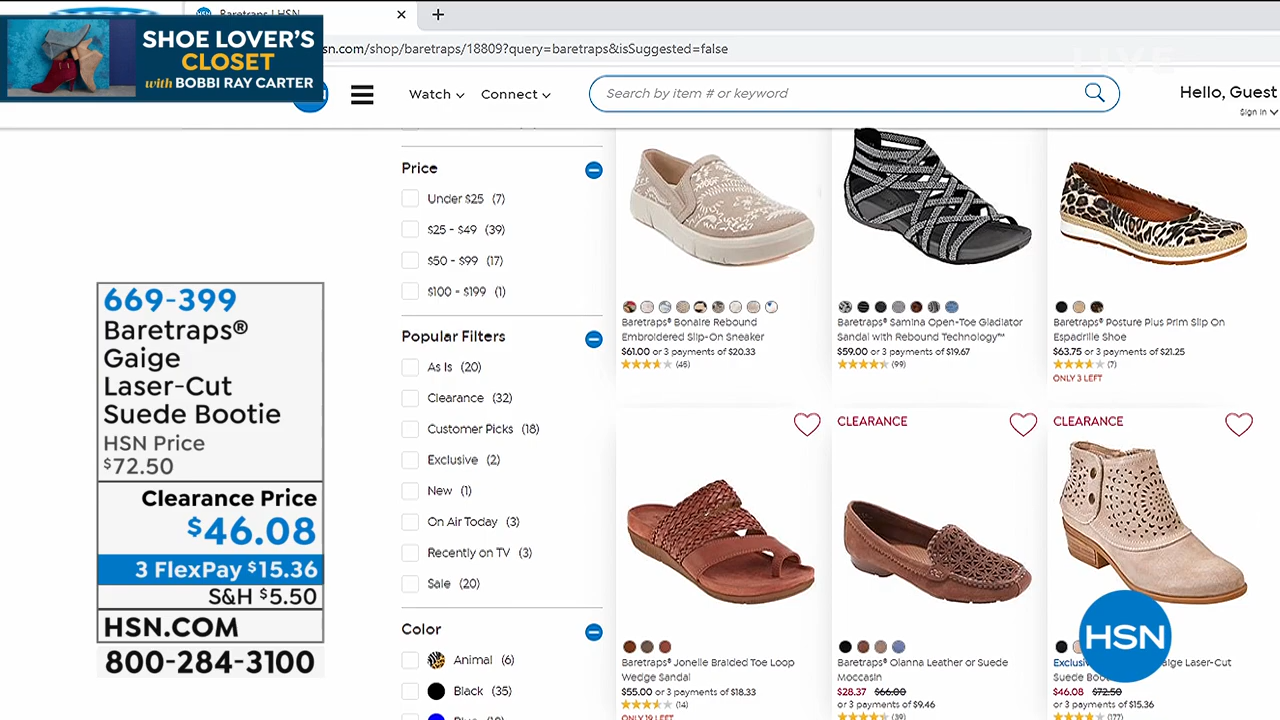 Baretraps | HSN
SHOE LOVER'S
CLOSET
with BOBBI RAY CARTER
sn.com/shop/baretraps/18809?query=baretraps&isSuggested=false
LIVE
Watch
Connect
Search by item # or keyword
Hello, Guest
Sign In
Price
Under $25 (7)
$25 - $49 (39)
$50 - $99 (17)
$100 - $199 (1)
Popular Filters
As Is (20)
Clearance (32)
Customer Picks (18)
Exclusive (2)
New (1)
On Air Today (3)
Recently on TV (3)
Sale (20)
Color
Animal (6)
Black (35)
Baretraps® Bonaire Rebound
Embroidered Slip-On Sneaker
$61.00 or 3 payments of $20.33
(45)
Baretraps® Samina Open-Toe Gladiator
Sandal with Rebound Technology™
$59.00 or 3 payments of $19.67
(99)
Baretraps® Posture Plus Prim Slip On
Espadrille Shoe
$63.75 or 3 payments of $21.25
(7)
ONLY 3 LEFT
Baretraps® Jonelle Braided Toe Loop
Wedge Sandal
$55.00 or 3 payments of $18.33
(14)
ONLY 19 LEFT
CLEARANCE
Baretraps® Olanna Leather or Suede
Moccasin
$28.37 $66.00
or 3 payments of $9.46
(39)
CLEARANCE
Exclusiv
aige Laser-Cut
Suede Boo
$46.08 $72.50
or 3 payments of $15.36
(177)
HSN
669-399
Baretraps®
Gaige
Laser-Cut
Suede Bootie
HSN Price
$72.50
Clearance Price
$46.08
3 FlexPay $15.36
S&H $5.50
HSN.COM
800-284-3100